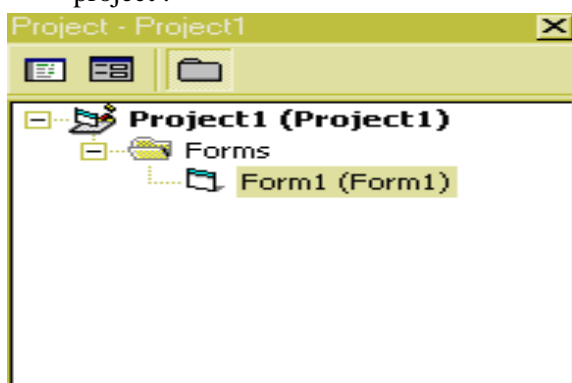 project .
Project - Project1
Project1 (Project1)
Forms
Form1 (Form1)